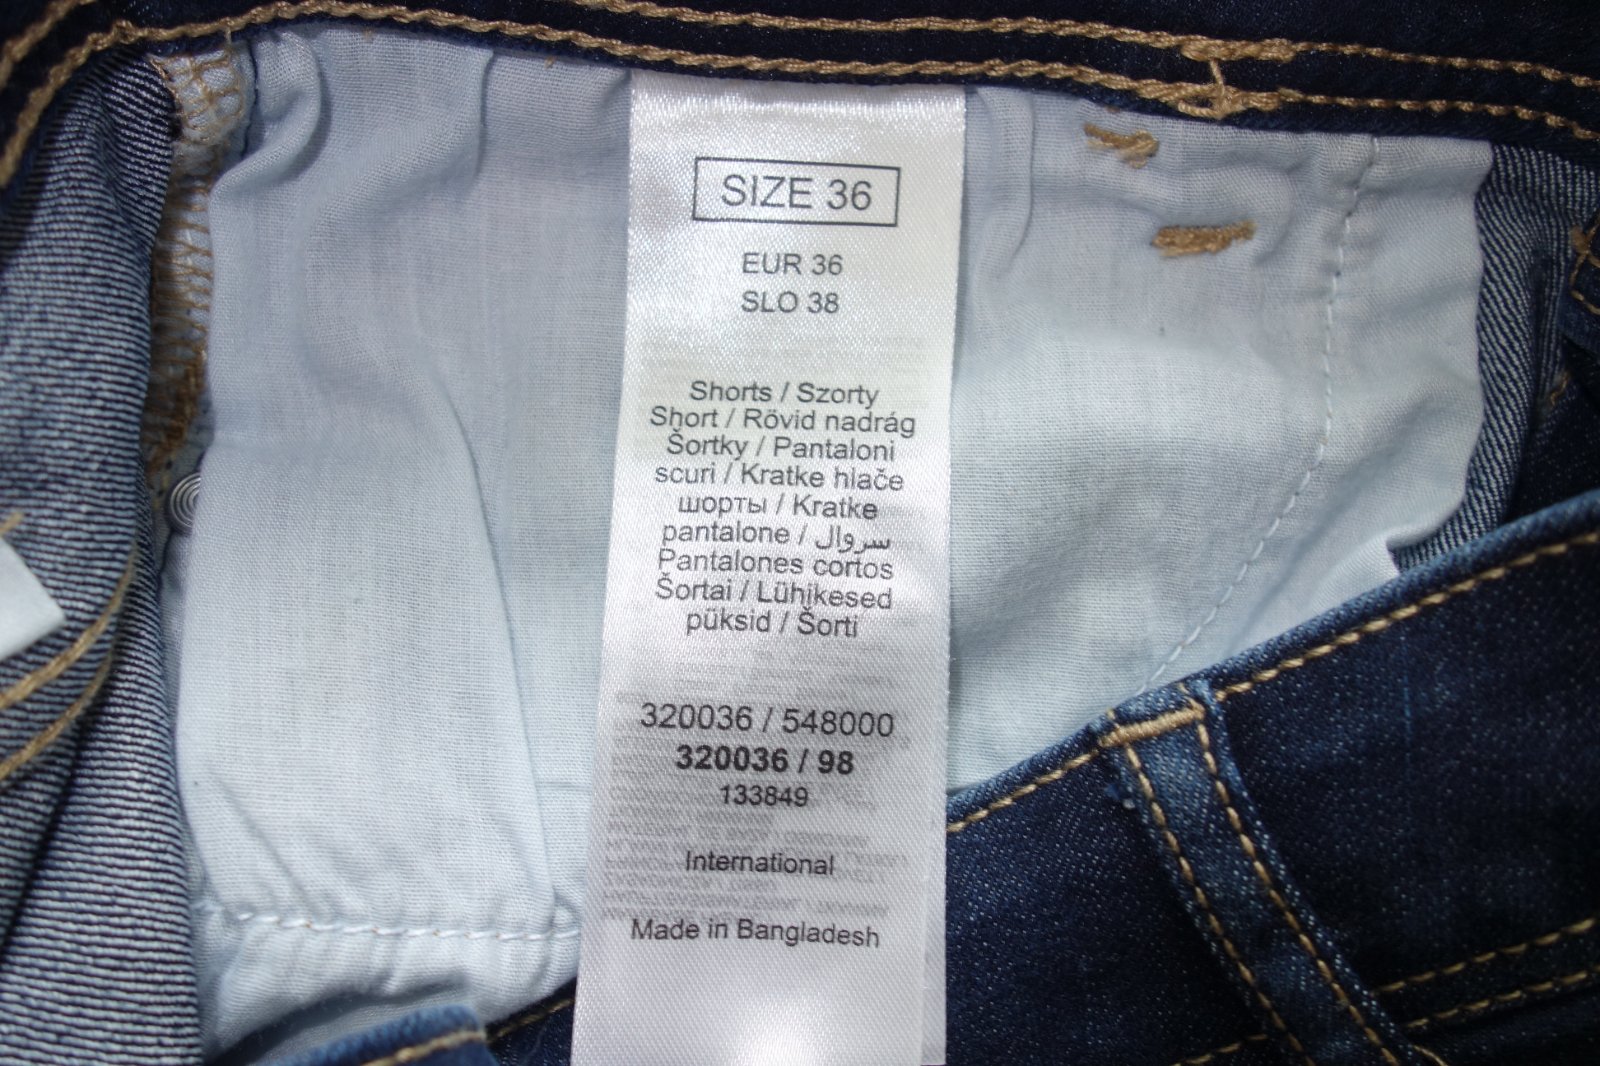 SIZE 36
EUR 36
SLO 38
Shorts / Szorty
Short / Rövid nadrág
Šortky / Pantaloni
scuri / Kratke hlače
шорты / Kratke
pantalone / سروال
Pantalones cortos
Šortai / Lühikesed
püksid / Šorti
320036 / 548000
320036 / 98
133849
International
Made in Bangladesh